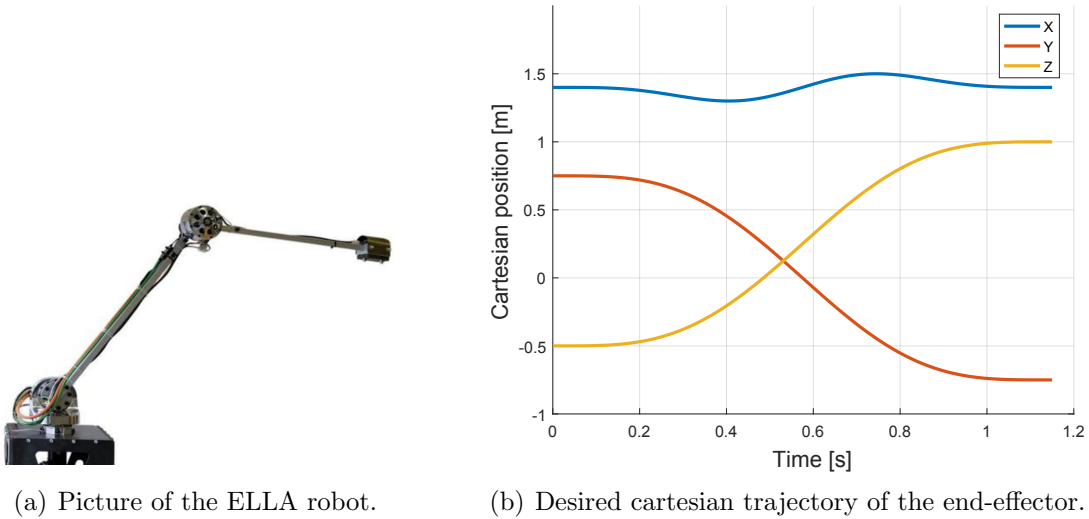 X
Y
Z
1.5
1
0.5
0
-0.5
-1
Cartesian position [m]
0
0.2
0.4
0.6
0.8
1
1.2
Time [s]
(a) Picture of the ELLA robot.
(b) Desired cartesian trajectory of the end-effector.